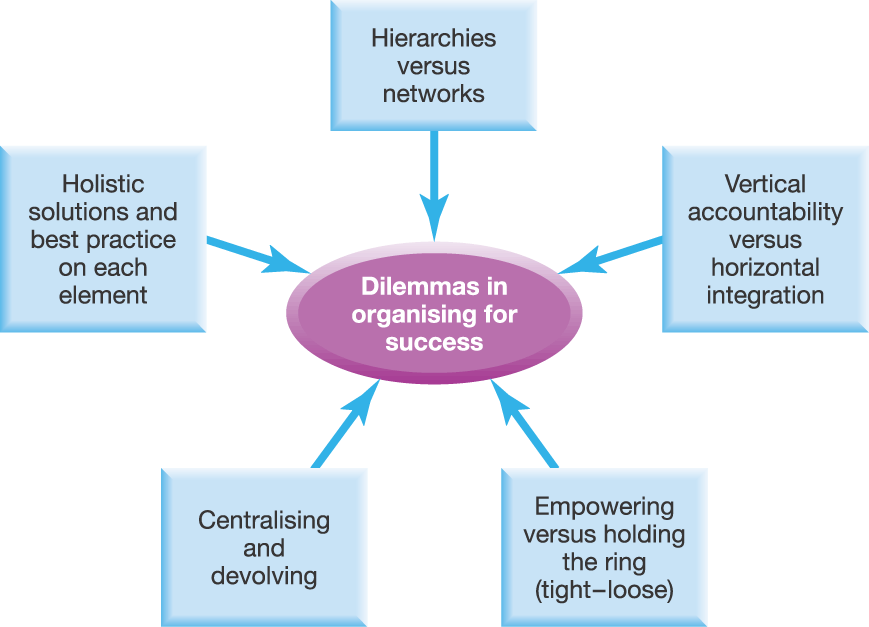 Hierarchies
versus
networks
Holistic
solutions and
best practice
on each
element
Vertical
accountability
versus
horizontal
integration
Dilemmas in
organising for
success
Centralising
and
devolving
Empowering
versus holding
the ring
(tight–loose)